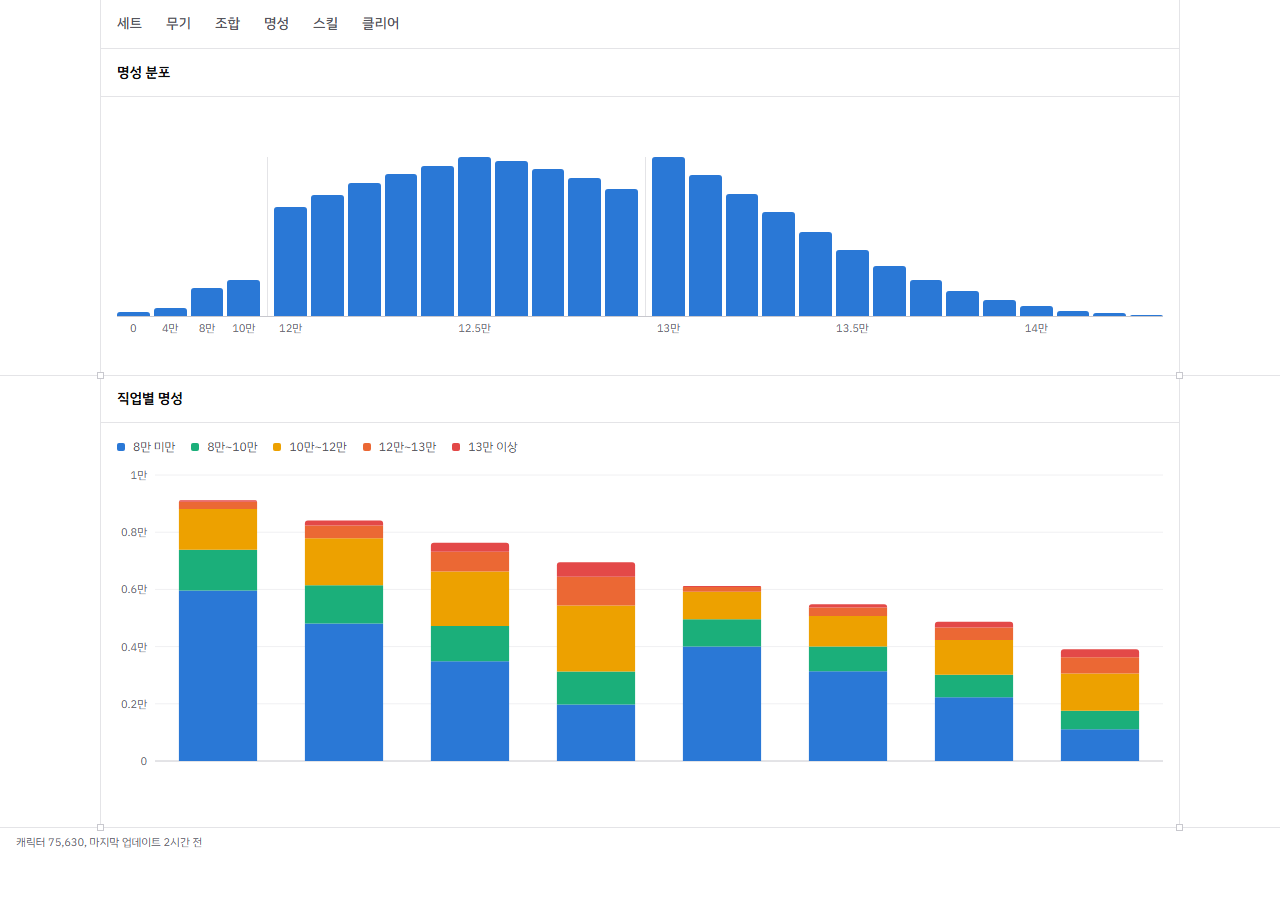 세트 무기 조합 명성 스킬 클리어
명성 분포
0 4만 8만 10만 12만 12.5만 13만 13.5만 14만
직업별 명성
8만 미만 8만~10만 10만~12만 12만~13만 13만 이상
1만
0.8만
0.6만
0.4만
0.2만
0
캐릭터 75,630, 마지막 업데이트 2시간 전